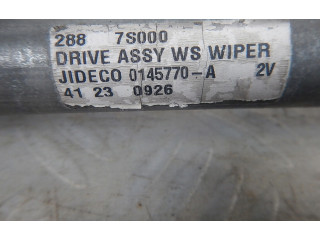 288 7S000
DRIVE ASSY WS WIPER
JIDECO 0145770-A 2V
41 23 0926